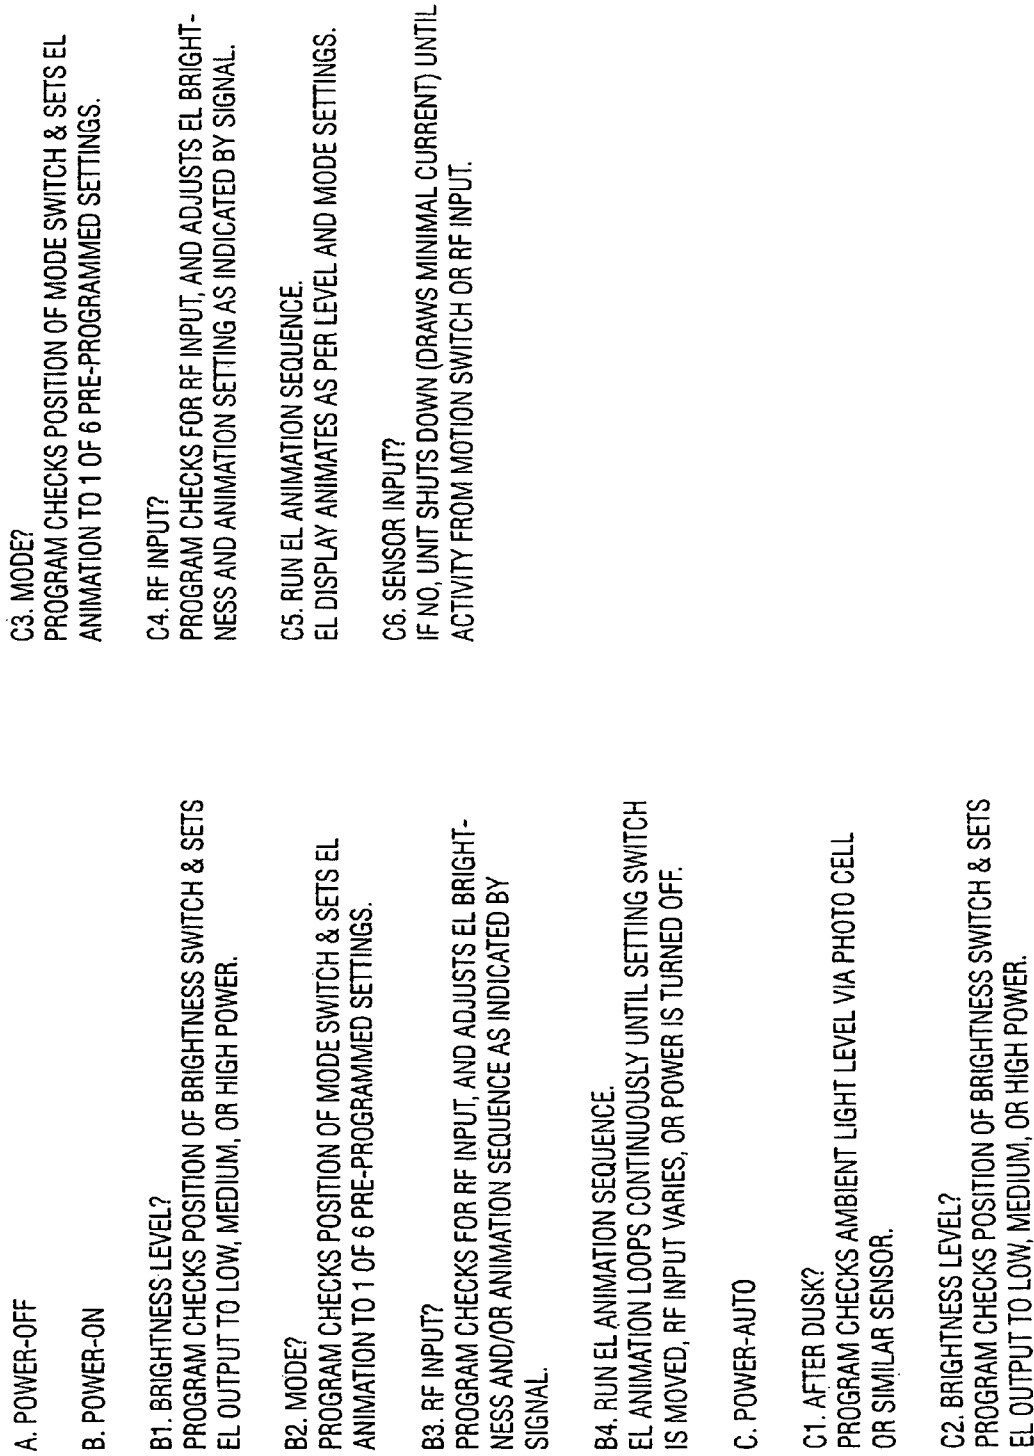 A. POWER-OFF
B. POWER-ON
B1. BRIGHTNESS LEVEL?
PROGRAM CHECKS POSITION OF BRIGHTNESS SWITCH & SETS
EL OUTPUT TO LOW, MEDIUM, OR HIGH POWER.
B2. MODE?
PROGRAM CHECKS POSITION OF MODE SWITCH & SETS EL
ANIMATION TO 1 OF 6 PRE-PROGRAMMED SETTINGS.
B3. RF INPUT?
PROGRAM CHECKS FOR RF INPUT, AND ADJUSTS EL BRIGHT-
NESS AND/OR ANIMATION SEQUENCE AS INDICATED BY
SIGNAL.
B4. RUN EL ANIMATION SEQUENCE.
EL ANIMATION LOOPS CONTINUOUSLY UNTIL SETTING SWITCH
IS MOVED, RF INPUT VARIES, OR POWER IS TURNED OFF.
C. POWER-AUTO
C1. AFTER DUSK?
PROGRAM CHECKS AMBIENT LIGHT LEVEL VIA PHOTO CELL
OR SIMILAR SENSOR.
C2. BRIGHTNESS LEVEL?
PROGRAM CHECKS POSITION OF BRIGHTNESS SWITCH & SETS
EL OUTPUT TO LOW, MEDIUM, OR HIGH POWER.
C3. MODE?
PROGRAM CHECKS POSITION OF MODE SWITCH & SETS EL
ANIMATION TO 1 OF 6 PRE-PROGRAMMED SETTINGS.
C4. RF INPUT?
PROGRAM CHECKS FOR RF INPUT, AND ADJUSTS EL BRIGHT-
NESS AND ANIMATION SETTING AS INDICATED BY SIGNAL.
C5. RUN EL ANIMATION SEQUENCE.
EL DISPLAY ANIMATES AS PER LEVEL AND MODE SETTINGS.
C6. SENSOR INPUT?
IF NO, UNIT SHUTS DOWN (DRAWS MINIMAL CURRENT) UNTIL
ACTIVITY FROM MOTION SWITCH OR RF INPUT.